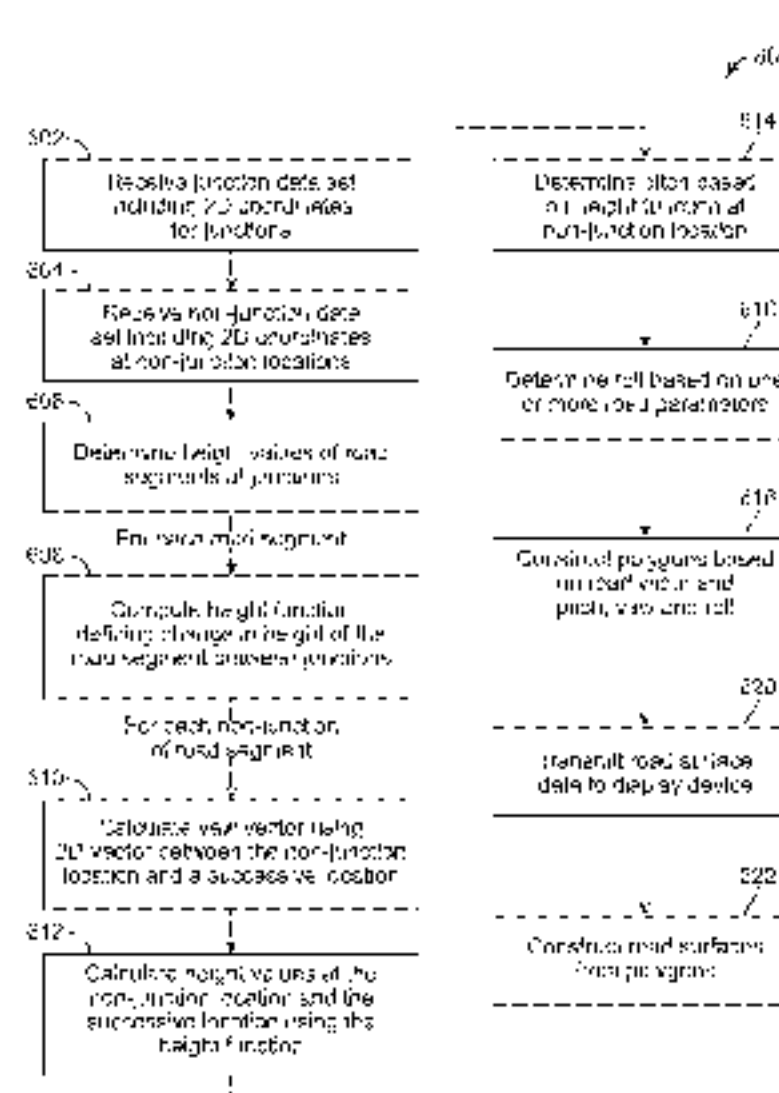 602
Receive junction data set
including 2D coordinates
for junctions
604
Receive non-junction data
set including 2D coordinates
at non-junction locations
606
Determine height values of road
segments at junctions
For each road segment
608
Compute height function
defining change in height of the
road segment between junctions
For each non-junction
of road segment
610
Calculate yaw vector using
2D vector between the non-junction
location and a successive location
612
Calculate height values at the
non-junction location and the
successive location using the
height function
614
Determine pitch based
on height function at
non-junction location
616
Determine roll based on one
or more road parameters
618
Construct polygons based
on road width and
pitch, yaw and roll
620
Transmit road surface
data to display device
622
Construct road surfaces
from polygons